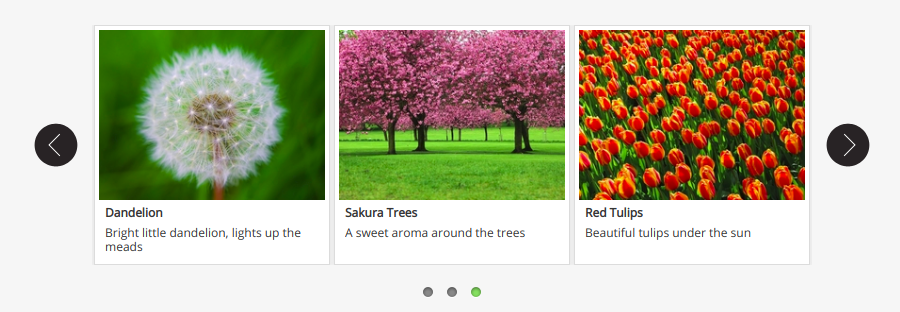 Dandelion
Bright little dandelion, lights up the
meads
Sakura Trees
A sweet aroma around the trees
Red Tulips
Beautiful tulips under the sun